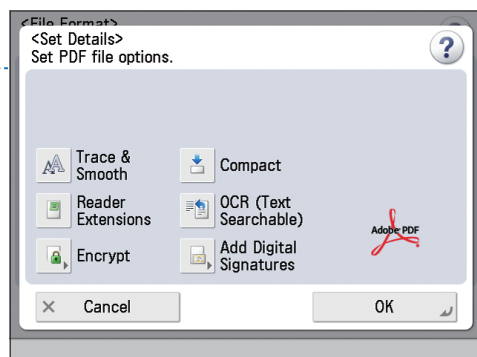 <File Format>
<Set Details>
Set PDF file options.
?
Trace &
Smooth
Compact
Reader
Extensions
OCR (Text
Searchable)
Adobe PDF
Encrypt
Add Digital
Signatures
Cancel
OK